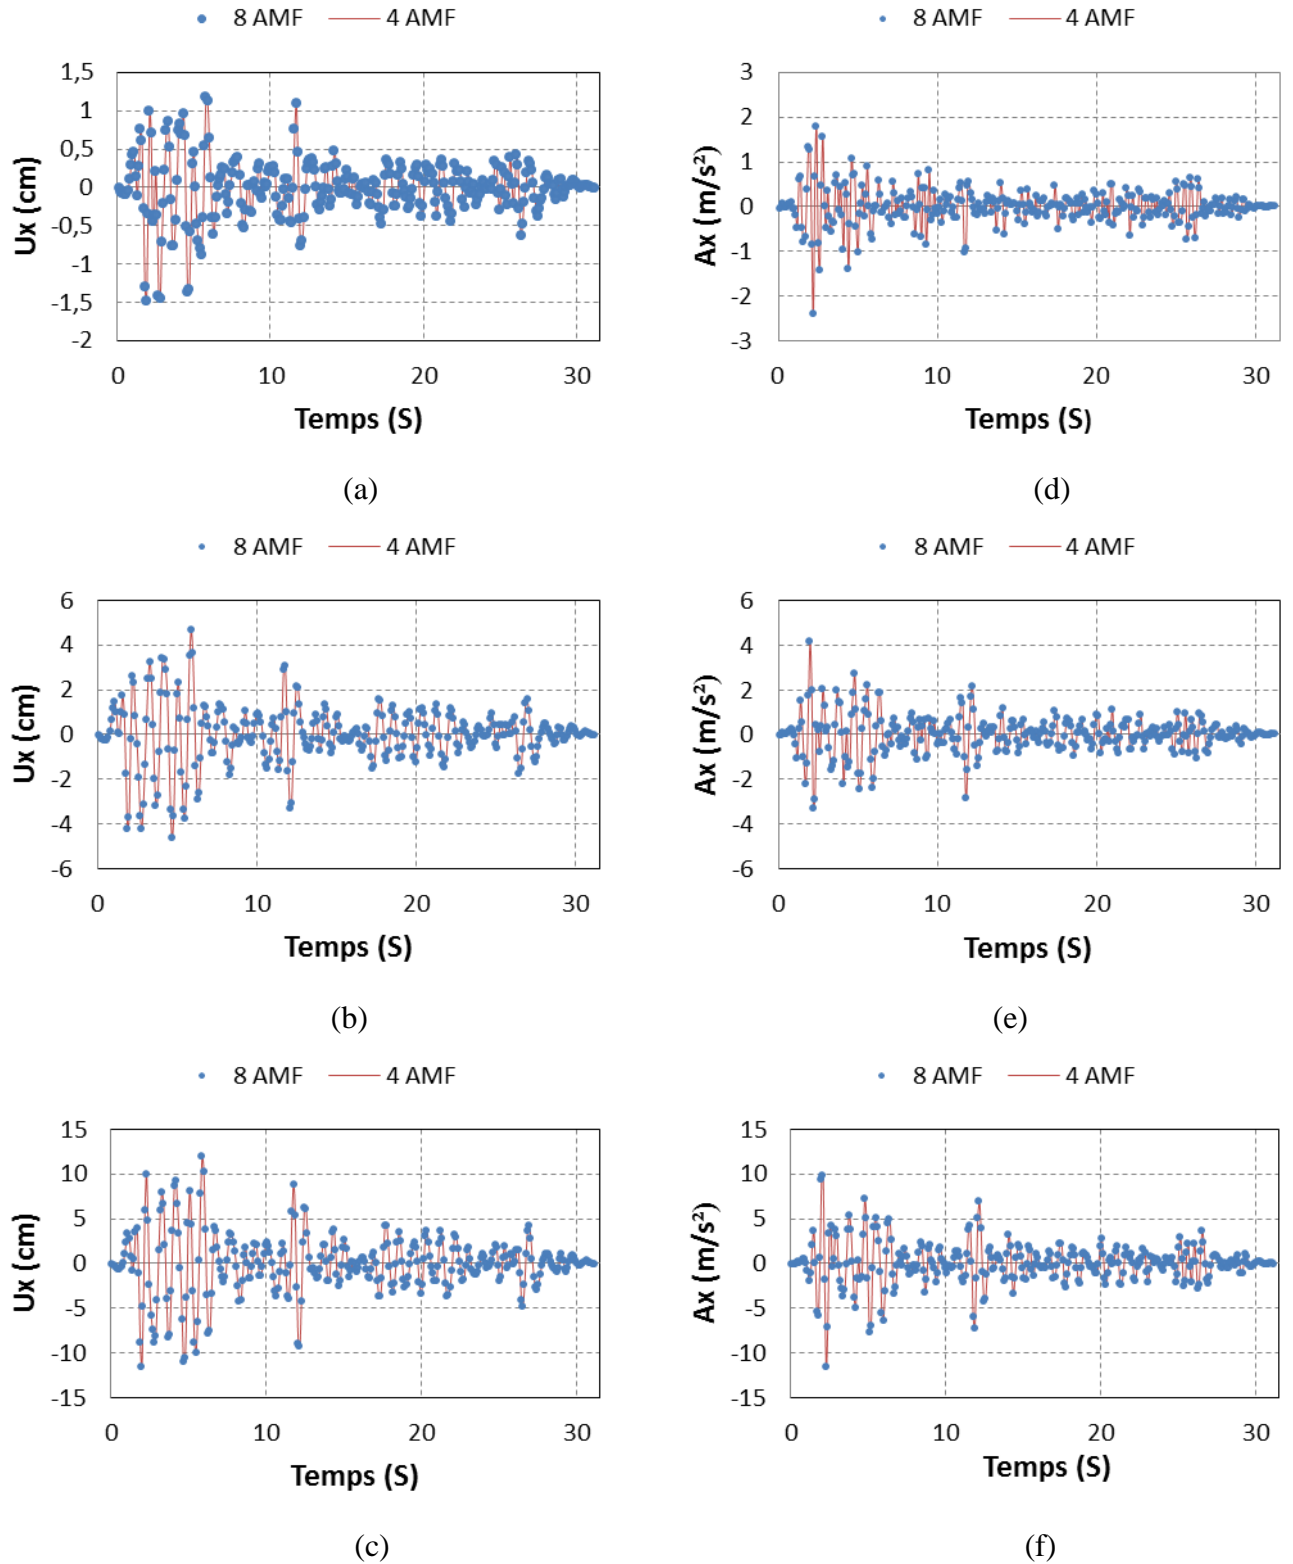 8 AMF 4 AMF
1,5
1
0,5
0
-0,5
-1
-1,5
-2
Ux (cm)
0 10 20 30
Temps (S)
(a)
8 AMF 4 AMF
3
2
1
0
-1
-2
-3
Ax (m/s²)
0 10 20 30
Temps (S)
(d)
8 AMF 4 AMF
6
4
2
0
-2
-4
-6
Ux (cm)
0 10 20 30
Temps (S)
(b)
8 AMF 4 AMF
6
4
2
0
-2
-4
-6
Ax (m/s²)
0 10 20 30
Temps (S)
(e)
8 AMF 4 AMF
15
10
5
0
-5
-10
-15
Ux (cm)
0 10 20 30
Temps (S)
(c)
8 AMF 4 AMF
15
10
5
0
-5
-10
-15
Ax (m/s²)
0 10 20 30
Temps (S)
(f)